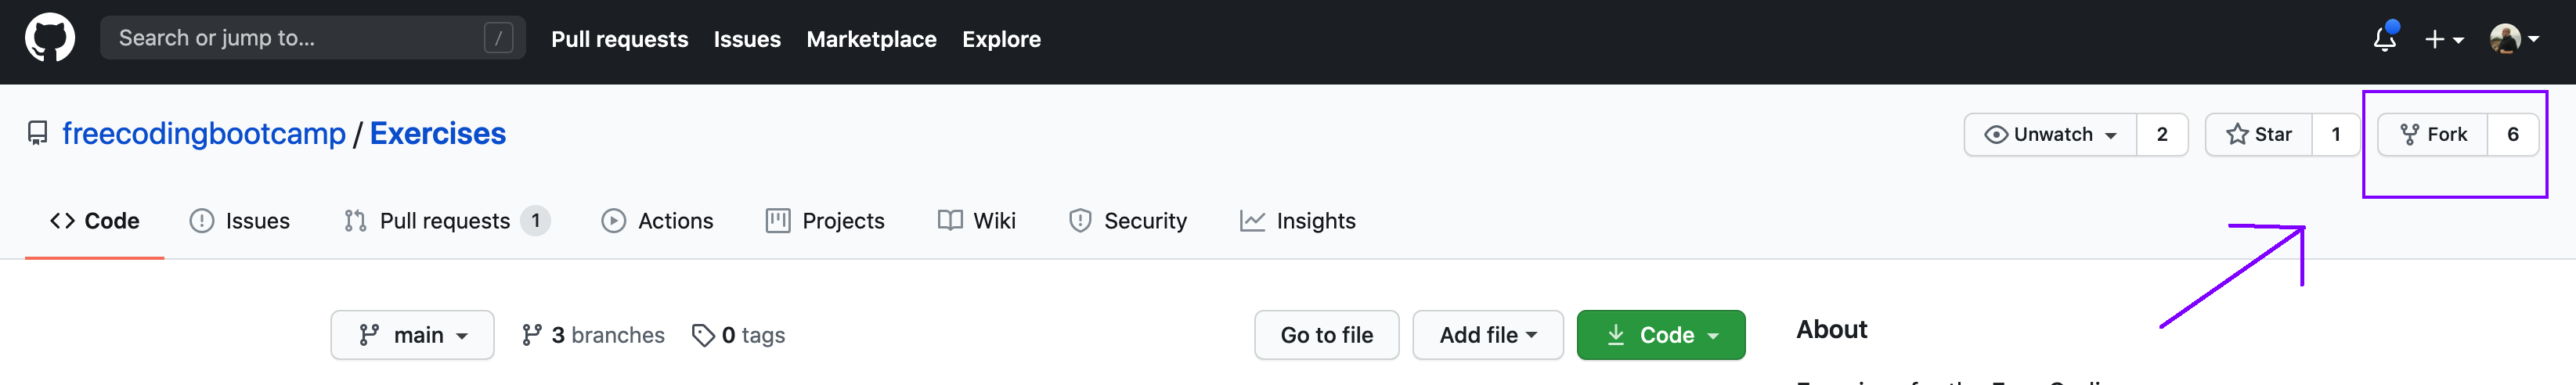 Search or jump to... / Pull requests Issues Marketplace Explore
freecodingbootcamp / Exercises Unwatch 2 Star 1 Fork 6
Code Issues Pull requests 1 Actions Projects Wiki Security Insights
main 3 branches 0 tags Go to file Add file Code About